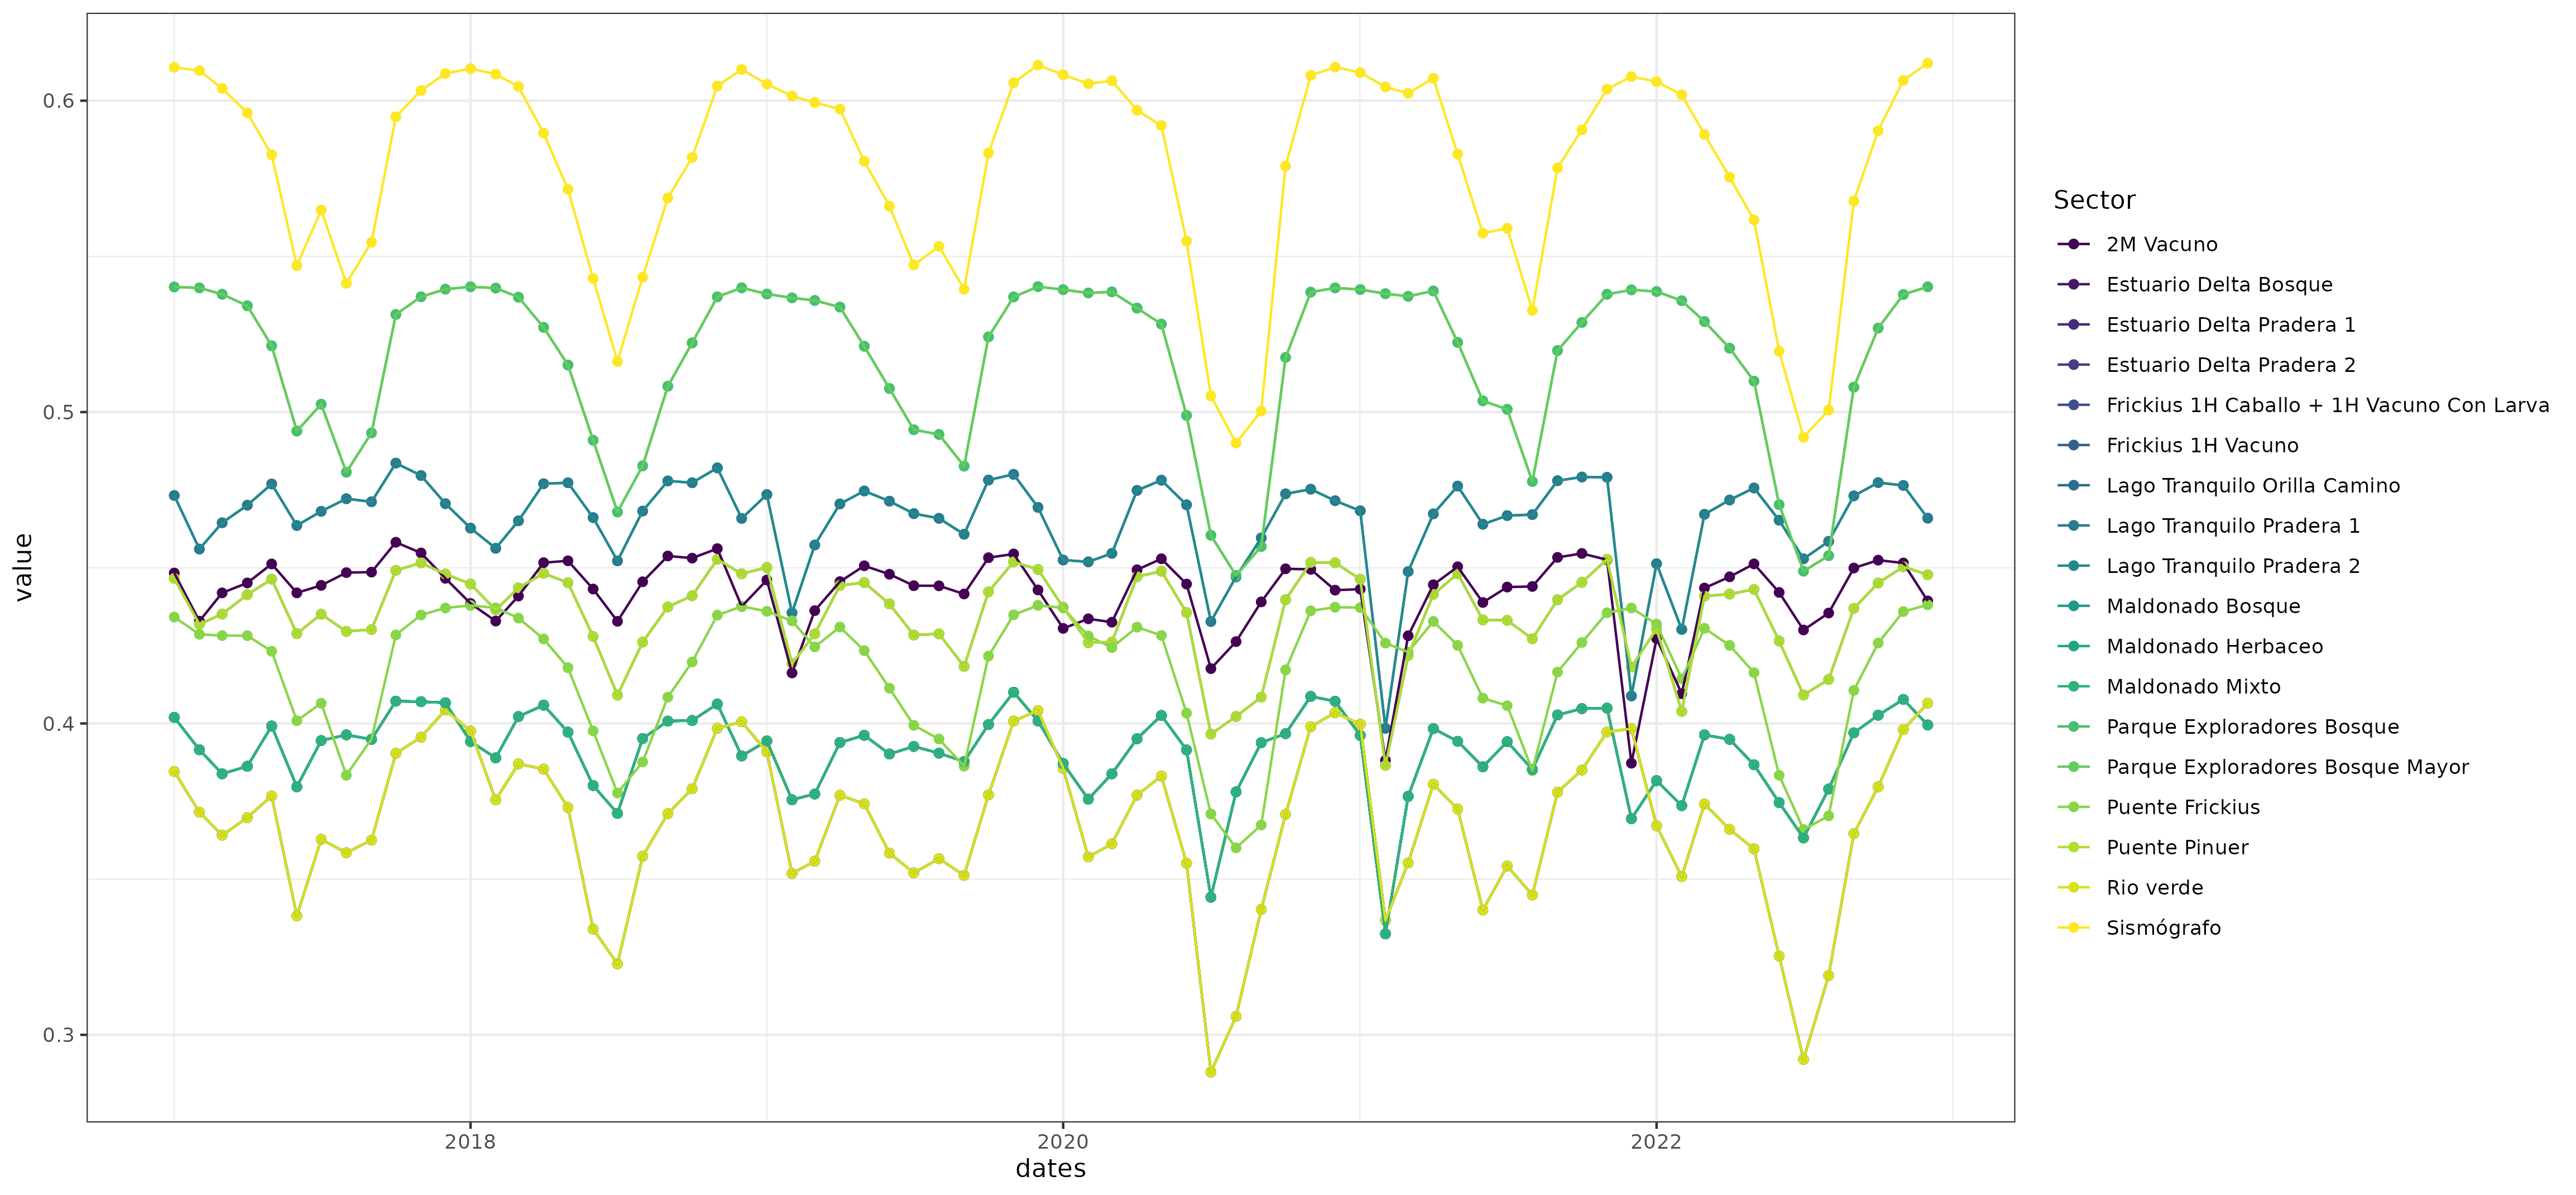 0.6
0.5
0.4
0.3
value
2018
2020
2022
dates
Sector
2M Vacuno
Estuario Delta Bosque
Estuario Delta Pradera 1
Estuario Delta Pradera 2
Frickius 1H Caballo + 1H Vacuno Con Larva
Frickius 1H Vacuno
Lago Tranquilo Orilla Camino
Lago Tranquilo Pradera 1
Lago Tranquilo Pradera 2
Maldonado Bosque
Maldonado Herbaceo
Maldonado Mixto
Parque Exploradores Bosque
Parque Exploradores Bosque Mayor
Puente Frickius
Puente Pinuer
Rio verde
Sismógrafo